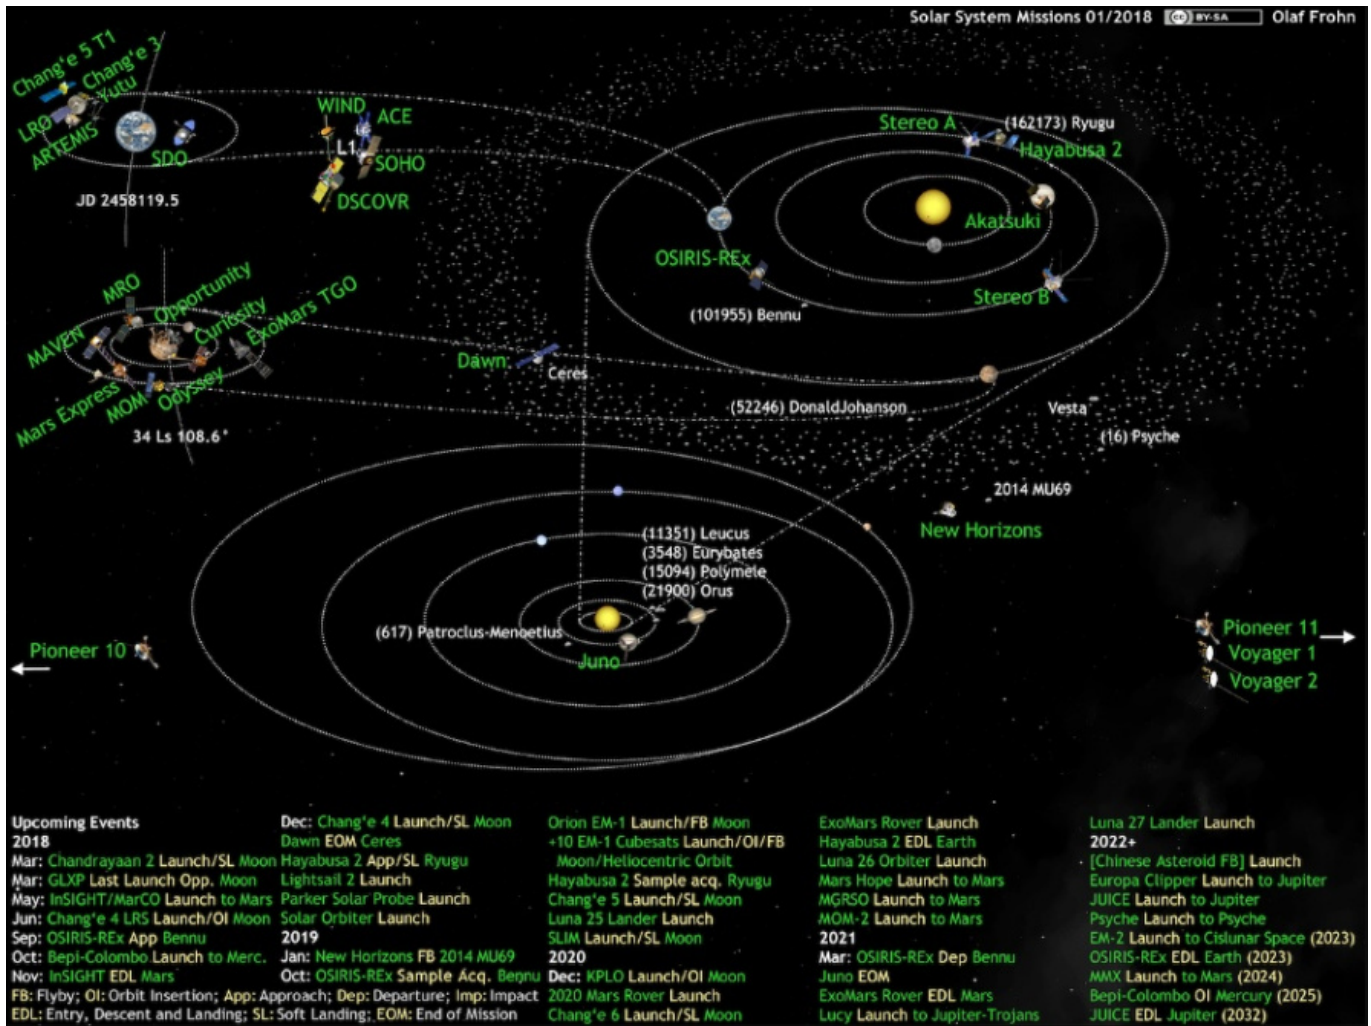 Solar System Missions 01/2018 cc BY-SA Olaf Frohn
Chang'e 5 T1
Chang'e 3
Yutu
LRO
ARTEMIS
SDO
JD 2458119.5
WIND
ACE
L1
SOHO
DSCOVR
Stereo A
(162173) Ryugu
Hayabusa 2
Akatsuki
OSIRIS-REx
Stereo B
(101955) Bennu
MRO
Opportunity
Curiosity
ExoMars TGO
MAVEN
Mars Express
MOM
Odyssey
34 Ls 108.6°
Dawn
Ceres
(52246) DonaldJohanson
Vesta
(16) Psyche
2014 MU69
New Horizons
(11351) Leucus
(3548) Eurybates
(15094) Polymele
(21900) Orus
(617) Patroclus-Menoetius
Juno
Pioneer 10
Pioneer 11
Voyager 1
Voyager 2
Upcoming Events
2018
Mar: Chandrayaan 2 Launch/SL Moon
Mar: GLXP Last Launch Opp. Moon
May: InSIGHT/MarCO Launch to Mars
Jun: Chang'e 4 LRS Launch/OI Moon
Sep: OSIRIS-REx App Bennu
Oct: Bepi-Colombo Launch to Merc.
Nov: InSIGHT EDL Mars
Dec: Chang'e 4 Launch/SL Moon
Dawn EOM Ceres
Hayabusa 2 App/SL Ryugu
Lightsail 2 Launch
Parker Solar Probe Launch
Solar Orbiter Launch
2019
Jan: New Horizons FB 2014 MU69
Oct: OSIRIS-REx Sample Acq. Bennu
FB: Flyby; OI: Orbit Insertion; App: Approach; Dep: Departure; Imp: Impact
EDL: Entry, Descent and Landing; SL: Soft Landing; EOM: End of Mission
Orion EM-1 Launch/FB Moon
+10 EM-1 Cubesats Launch/OI/FB
Moon/Heliocentric Orbit
Hayabusa 2 Sample acq. Ryugu
Chang'e 5 Launch/SL Moon
Luna 25 Lander Launch
SLIM Launch/SL Moon
2020
Dec: KPLO Launch/OI Moon
2020 Mars Rover Launch
Chang'e 6 Launch/SL Moon
ExoMars Rover Launch
Hayabusa 2 EDL Earth
Luna 26 Orbiter Launch
Mars Hope Launch to Mars
MGRSO Launch to Mars
MOM-2 Launch to Mars
2021
Mar: OSIRIS-REx Dep Bennu
Juno EOM
ExoMars Rover EDL Mars
Lucy Launch to Jupiter-Trojans
Luna 27 Lander Launch
2022+
[Chinese Asteroid FB] Launch
Europa Clipper Launch to Jupiter
JUICE Launch to Jupiter
Psyche Launch to Psyche
EM-2 Launch to Cislunar Space (2023)
OSIRIS-REx EDL Earth (2023)
MMX Launch to Mars (2024)
Bepi-Colombo OI Mercury (2025)
JUICE EDL Jupiter (2032)